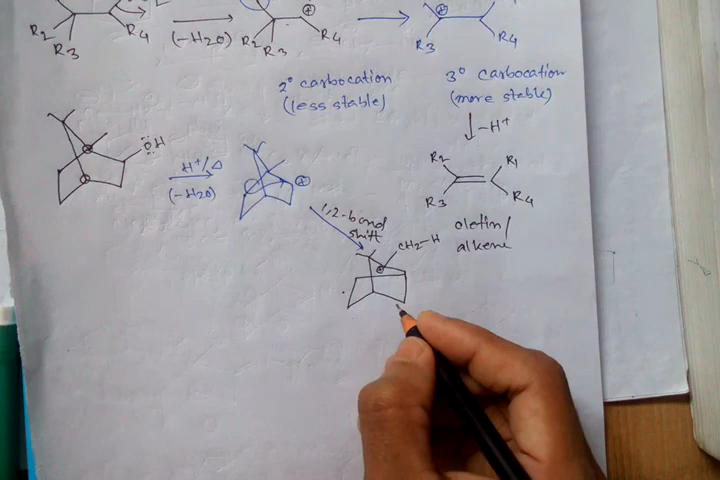 R2
R3
R4
(-H2O)
⊕
R2
R3
R4
⊕
R3
R4
2° carbocation
(less stable)
3° carbocation
(more stable)
-H+
R2
R1
R3
R4
olefin/
alkene
ÖH
H+/Δ
(-H2O)
⊕
1,2-bond
shift
CH2-H
⊕